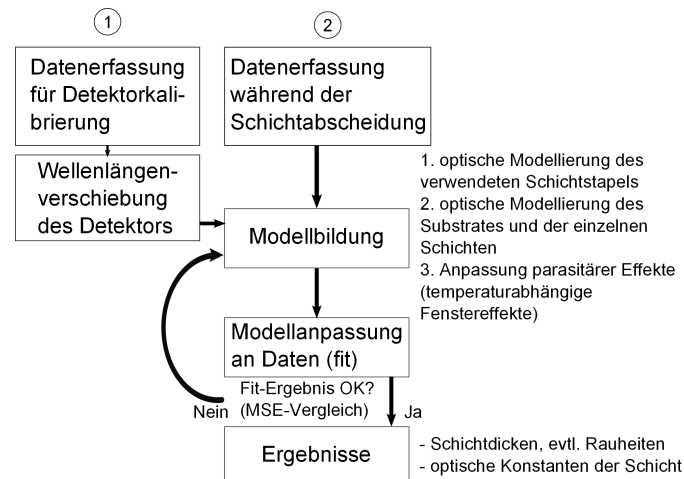 1
2
Datenerfassung
für Detektorkali-
brierung
Datenerfassung
während der
Schichtabscheidung
Wellenlängen-
verschiebung
des Detektors
Modellbildung
1. optische Modellierung des
verwendeten Schichtstapels
2. optische Modellierung des
Substrates und der einzelnen
Schichten
3. Anpassung parasitärer Effekte
(temperaturabhängige
Fenstereffekte)
Modellanpassung
an Daten (fit)
Fit-Ergebnis OK?
(MSE-Vergleich)
Nein
Ja
Ergebnisse
- Schichtdicken, evtl. Rauheiten
- optische Konstanten der Schicht